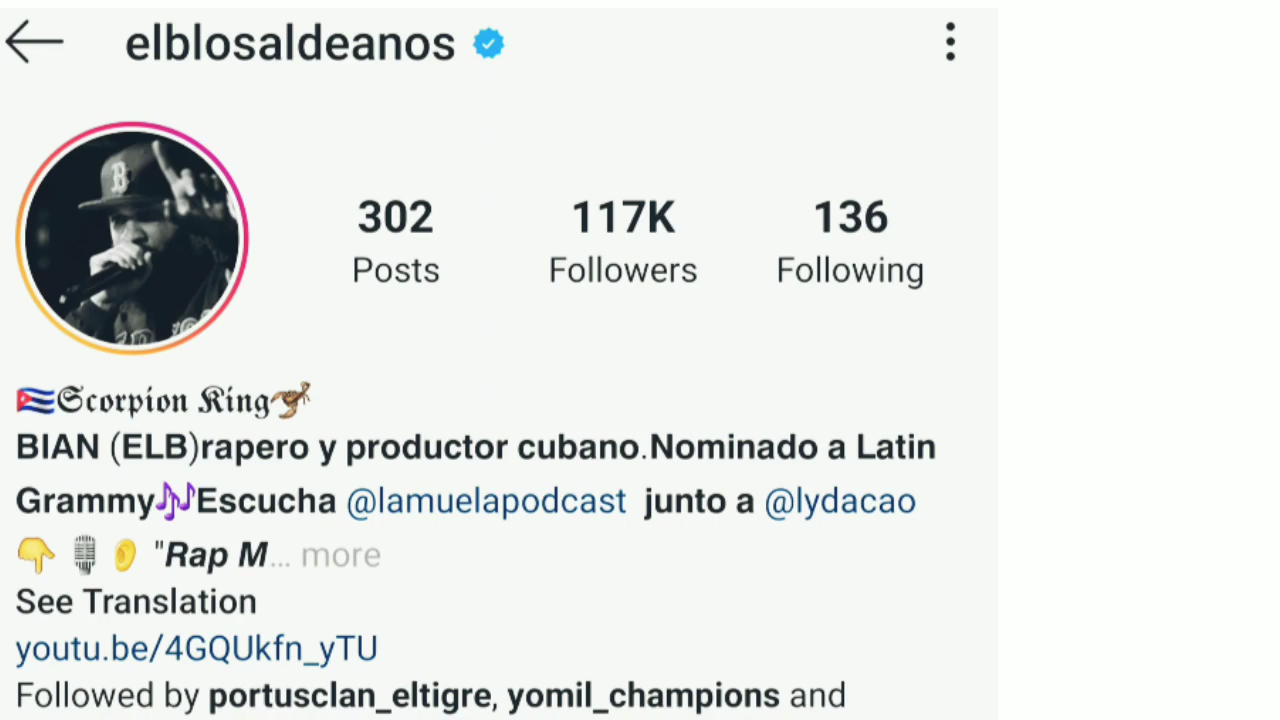 elblosaldeanos
B
302 117K 136
Posts Followers Following
🇨🇺𝔖𝔠𝔬𝔯𝔭𝔦𝔬𝔫 𝔎𝔦𝔫𝔤🦂
BIAN (ELB)rapero y productor cubano.Nominado a Latin
Grammy🎶Escucha @lamuelapodcast junto a @lydacao
👇 🎙👂 "Rap M... more
See Translation
youtu.be/4GQUkfn_yTU
Followed by portusclan_eltigre, yomil_champions and